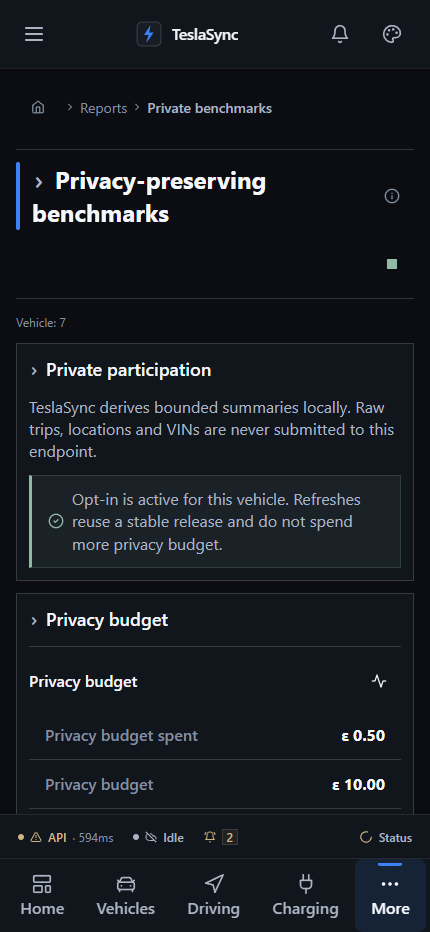 TeslaSync
Reports
Private benchmarks
Privacy-preserving
benchmarks
Vehicle: 7
Private participation
TeslaSync derives bounded summaries locally. Raw
trips, locations and VINs are never submitted to this
endpoint.
Opt-in is active for this vehicle. Refreshes
reuse a stable release and do not spend
more privacy budget.
Privacy budget
Privacy budget
Privacy budget spent ε 0.50
Privacy budget ε 10.00
API · 594ms Idle 2 Status
Home Vehicles Driving Charging More